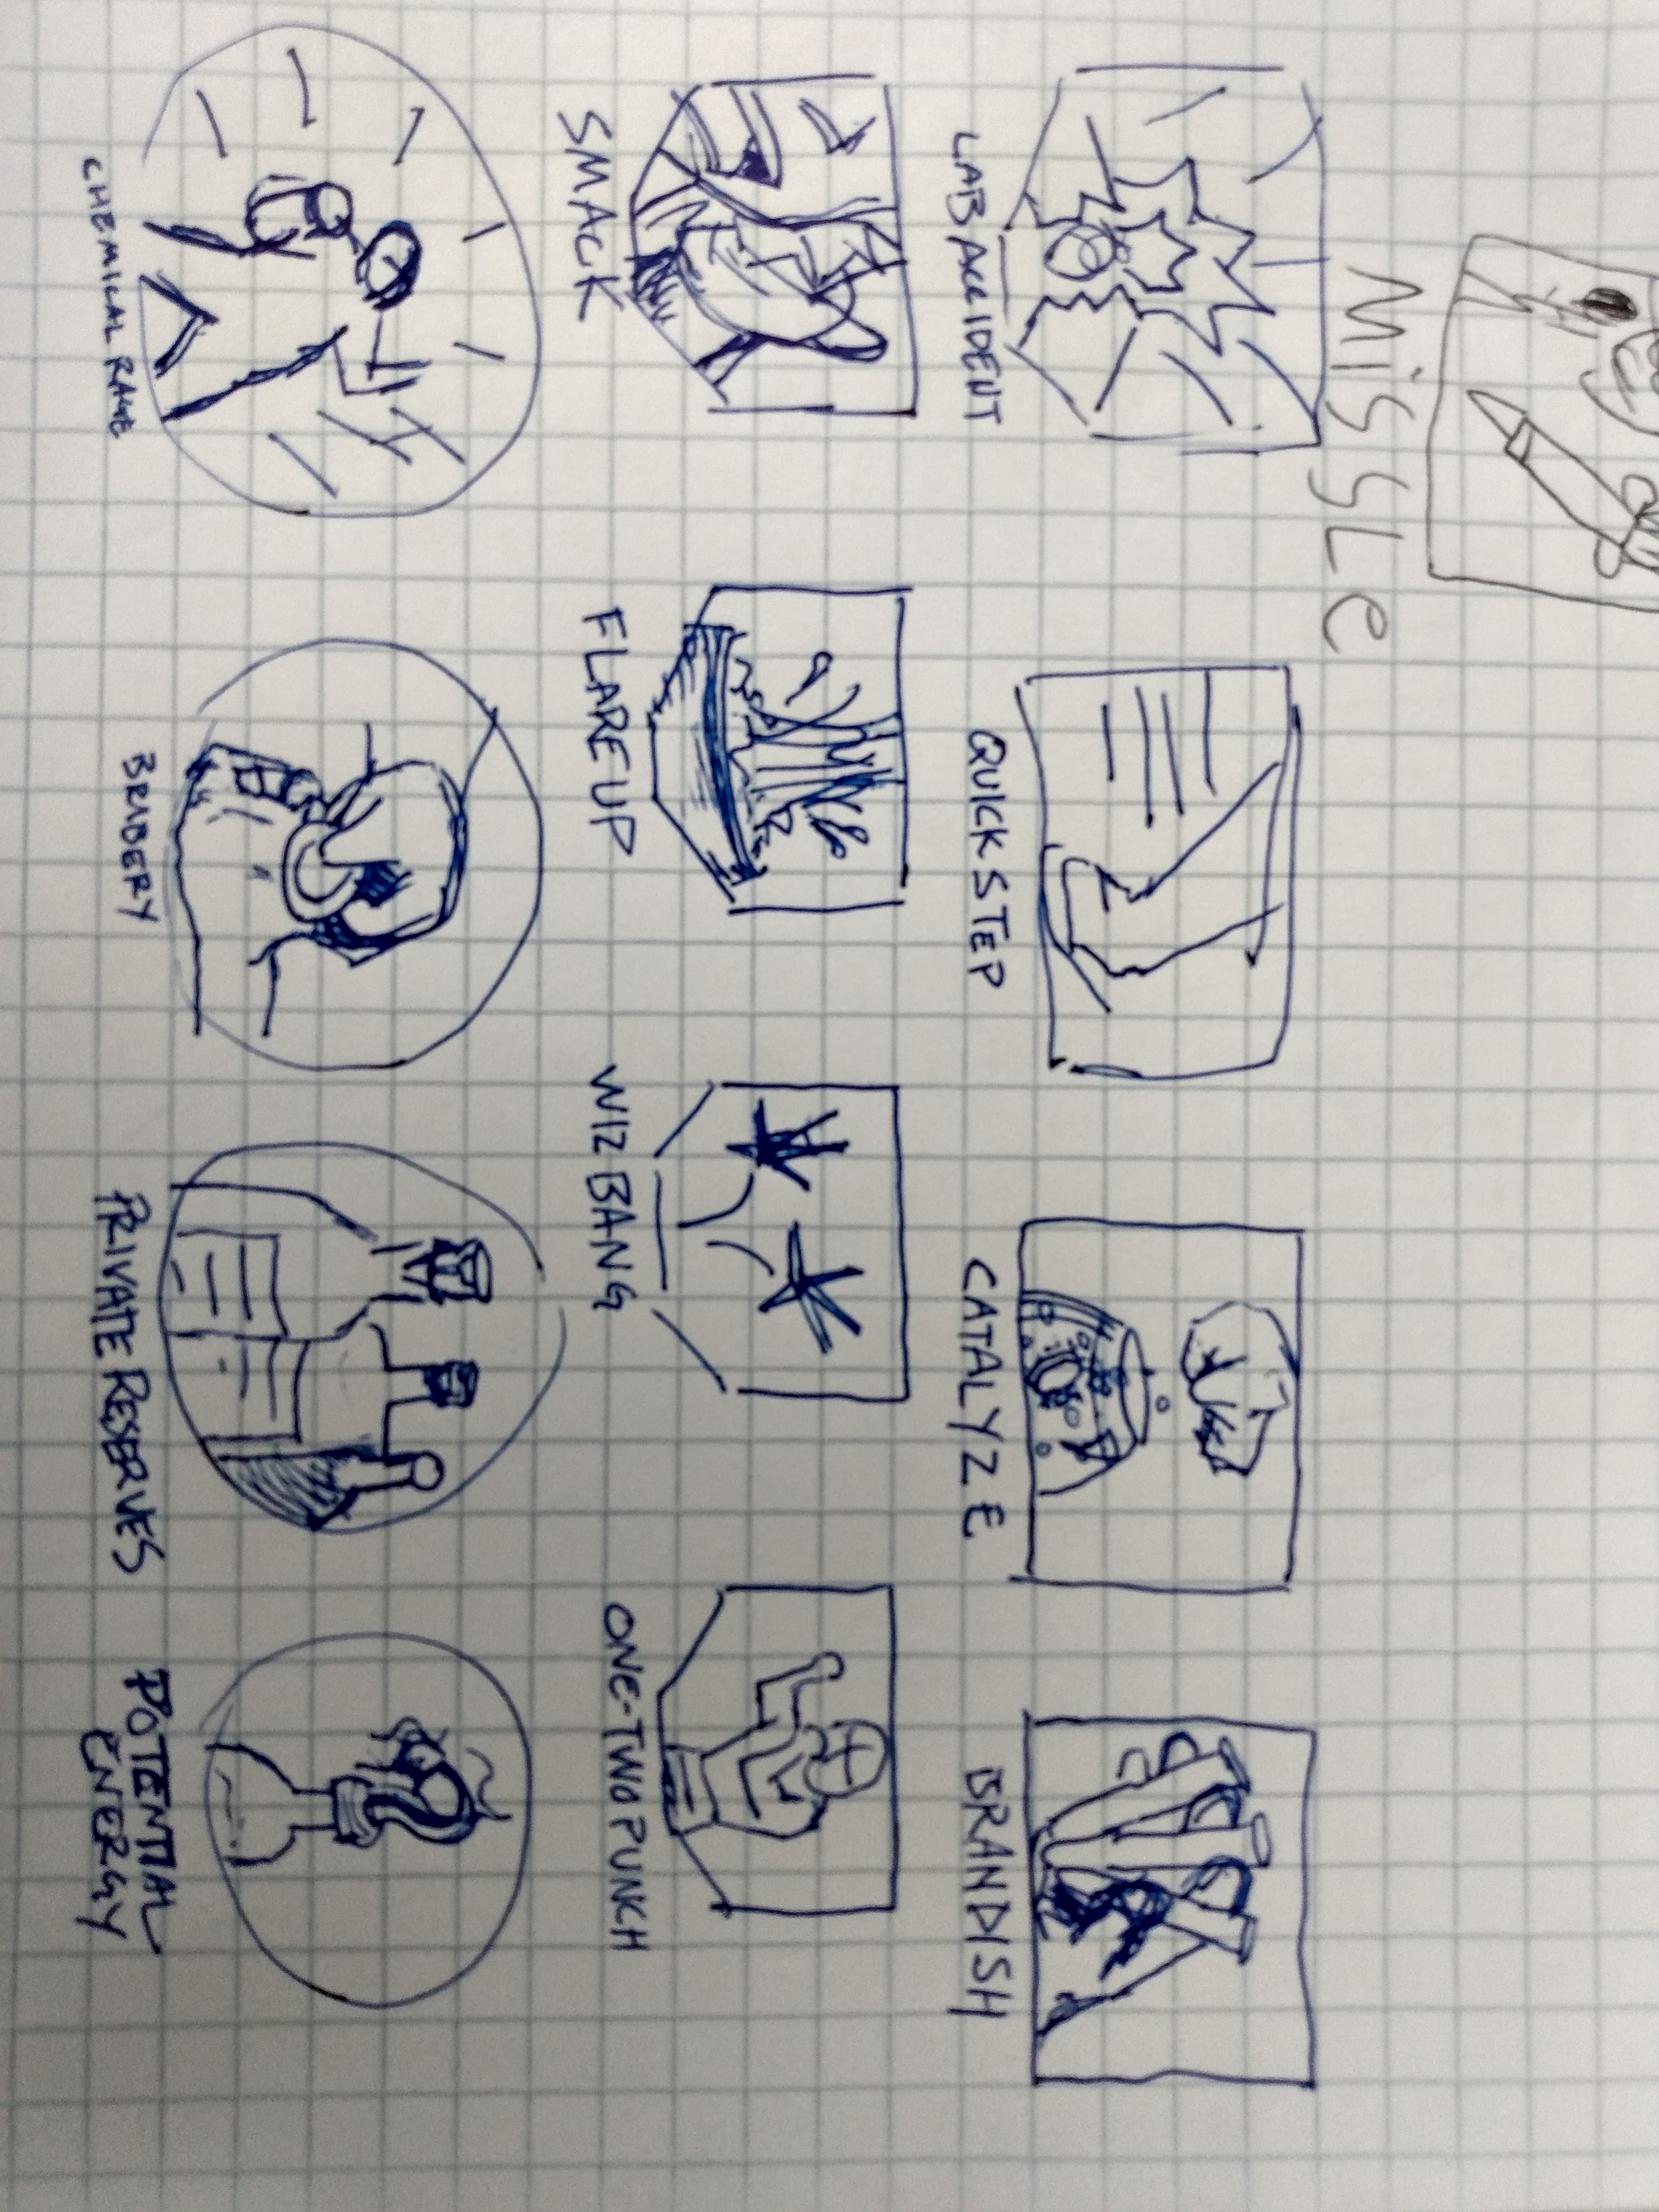 MiSSLe
LAB ACCIDENT
QUICK STEP
CATALYZE
BRANDISH
SMACK
FLARE UP
WIZ BANG
ONE-TWO PUNCH
CHEMICAL RAGE
BRIBERY
PRIVATE RESERVES
POTENTIAL
ENERGY